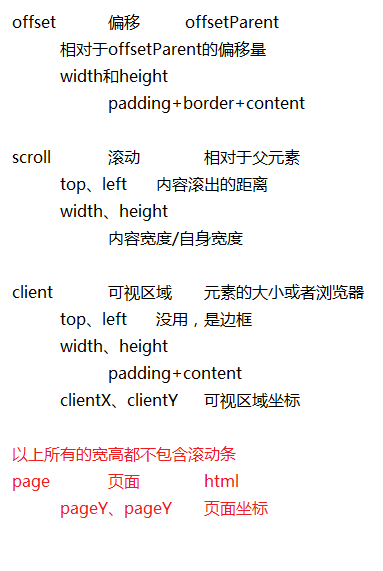 offset 偏移 offsetParent
相对于offsetParent的偏移量
width和height
padding+border+content
scroll 滚动 相对于父元素
top、left 内容滚出的距离
width、height
内容宽度/自身宽度
client 可视区域 元素的大小或者浏览器
top、left 没用，是边框
width、height
padding+content
clientX、clientY 可视区域坐标
以上所有的宽高都不包含滚动条
page 页面 html
pageY、pageY 页面坐标